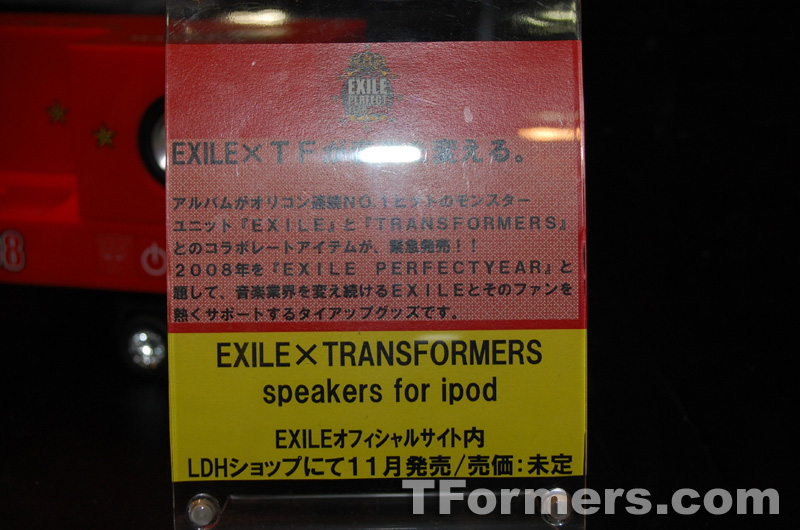 EXILE
PERFECT
EXILE×TFが 変える。
アルバムがオリコン NO.1ヒットのモンスター
ユニット『EXILE』と『TRANSFORMERS』
とのコラボレートアイテムが、緊急発売！！
2008年を『EXILE PERFECTYEAR』と
題して、音楽業界を変え続けるEXILEとそのファンを
熱くサポートするタイアップグッズです。
EXILE×TRANSFORMERS
speakers for ipod
EXILEオフィシャルサイト内
LDHショップにて11月発売/売価:未定
TFormers.com